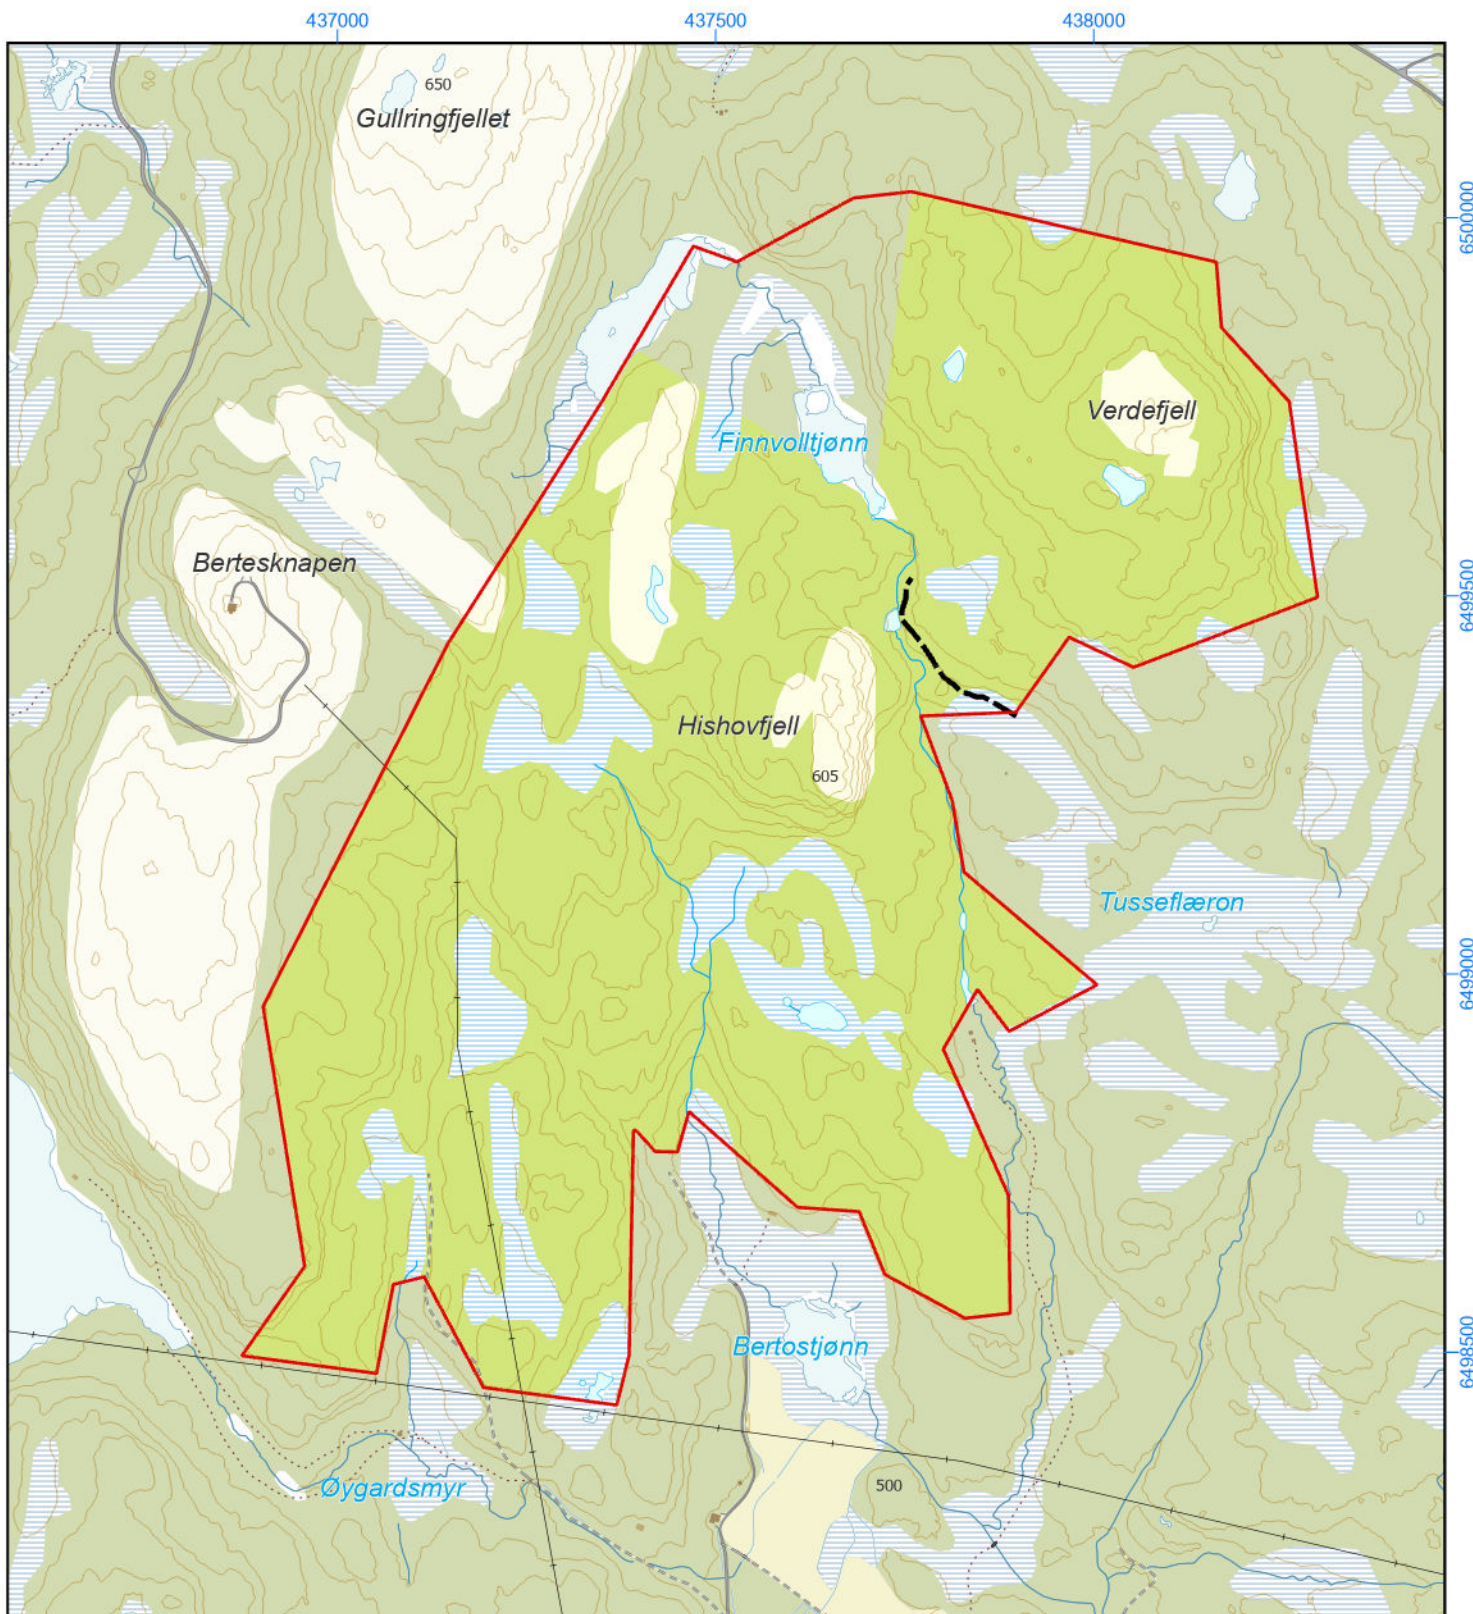 437000
437500
438000
650
Gullringfjellet
6500000
Verdefjell
Finnvolltjønn
Bertesknapen
6499500
Hishovfjell
605
Tusseflæron
6499000
Bertostjønn
6498500
Øygardsmyr
500